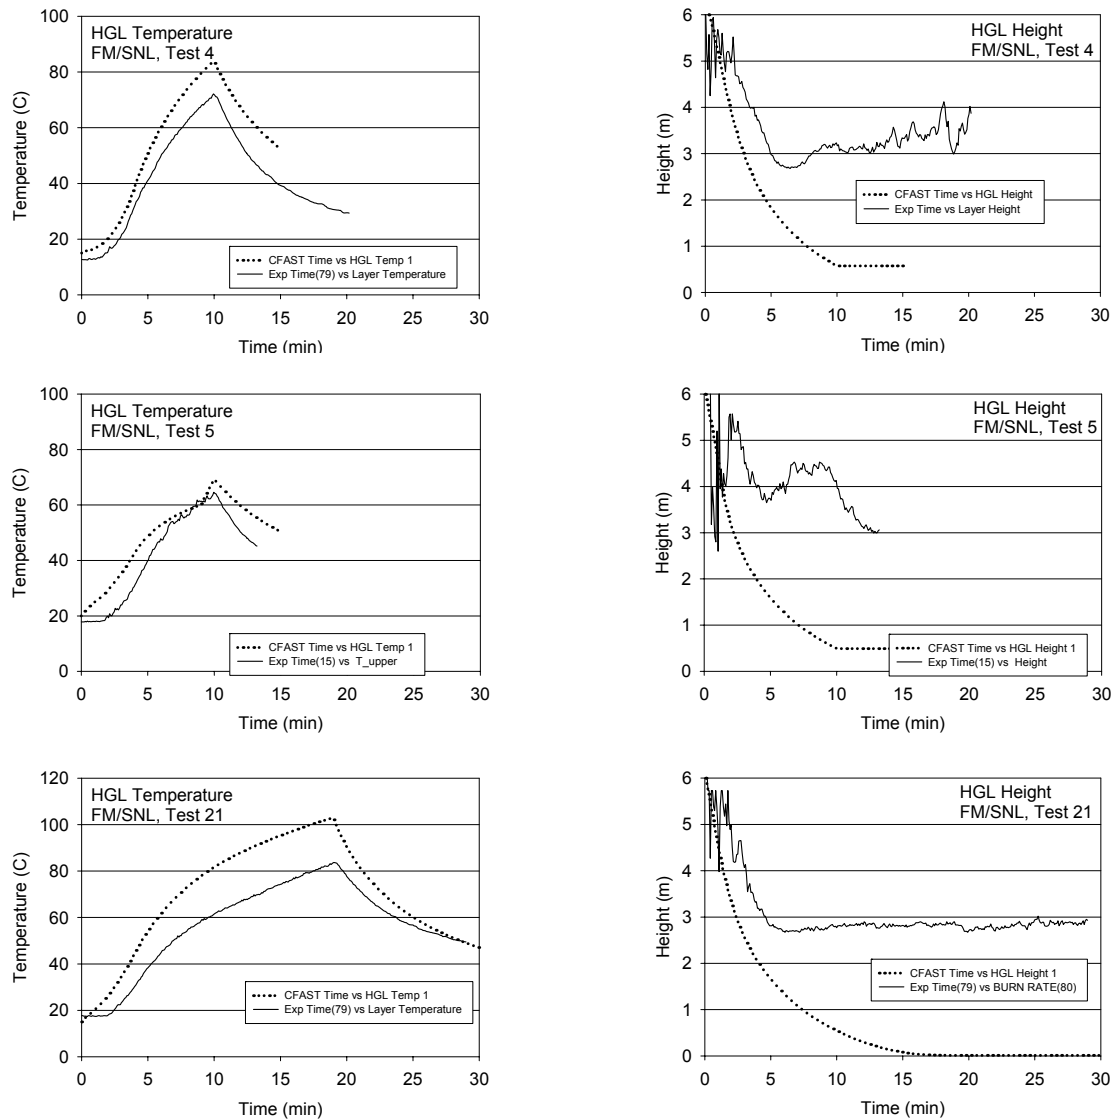 HGL Temperature
FM/SNL, Test 4
Temperature (C)
100
80
60
40
20
0
CFAST Time vs HGL Temp 1
Exp Time(79) vs Layer Temperature
0 5 10 15 20 25 30
Time (min)
HGL Height
FM/SNL, Test 4
Height (m)
6
5
4
3
2
1
0
CFAST Time vs HGL Height
Exp Time vs Layer Height
0 5 10 15 20 25 30
Time (min)
HGL Temperature
FM/SNL, Test 5
Temperature (C)
100
80
60
40
20
0
CFAST Time vs HGL Temp 1
Exp Time(15) vs T_upper
0 5 10 15 20 25 30
Time (min)
HGL Height
FM/SNL, Test 5
Height (m)
6
5
4
3
2
1
0
CFAST Time vs HGL Height 1
Exp Time(15) vs Height
0 5 10 15 20 25 30
Time (min)
HGL Temperature
FM/SNL, Test 21
Temperature (C)
120
100
80
60
40
20
0
CFAST Time vs HGL Temp 1
Exp Time(79) vs Layer Temperature
0 5 10 15 20 25 30
Time (min)
HGL Height
FM/SNL, Test 21
Height (m)
6
5
4
3
2
1
0
CFAST Time vs HGL Height 1
Exp Time(79) vs BURN RATE(80)
0 5 10 15 20 25 30
Time (min)